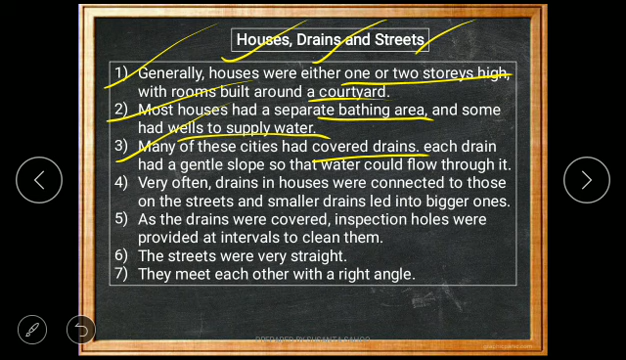 Houses, Drains and Streets
1) Generally, houses were either one or two storeys high,
with rooms built around a courtyard.
2) Most houses had a separate bathing area, and some
had wells to supply water.
3) Many of these cities had covered drains. each drain
had a gentle slope so that water could flow through it.
4) Very often, drains in houses were connected to those
on the streets and smaller drains led into bigger ones.
5) As the drains were covered, inspection holes were
provided at intervals to clean them.
6) The streets were very straight.
7) They meet each other with a right angle.